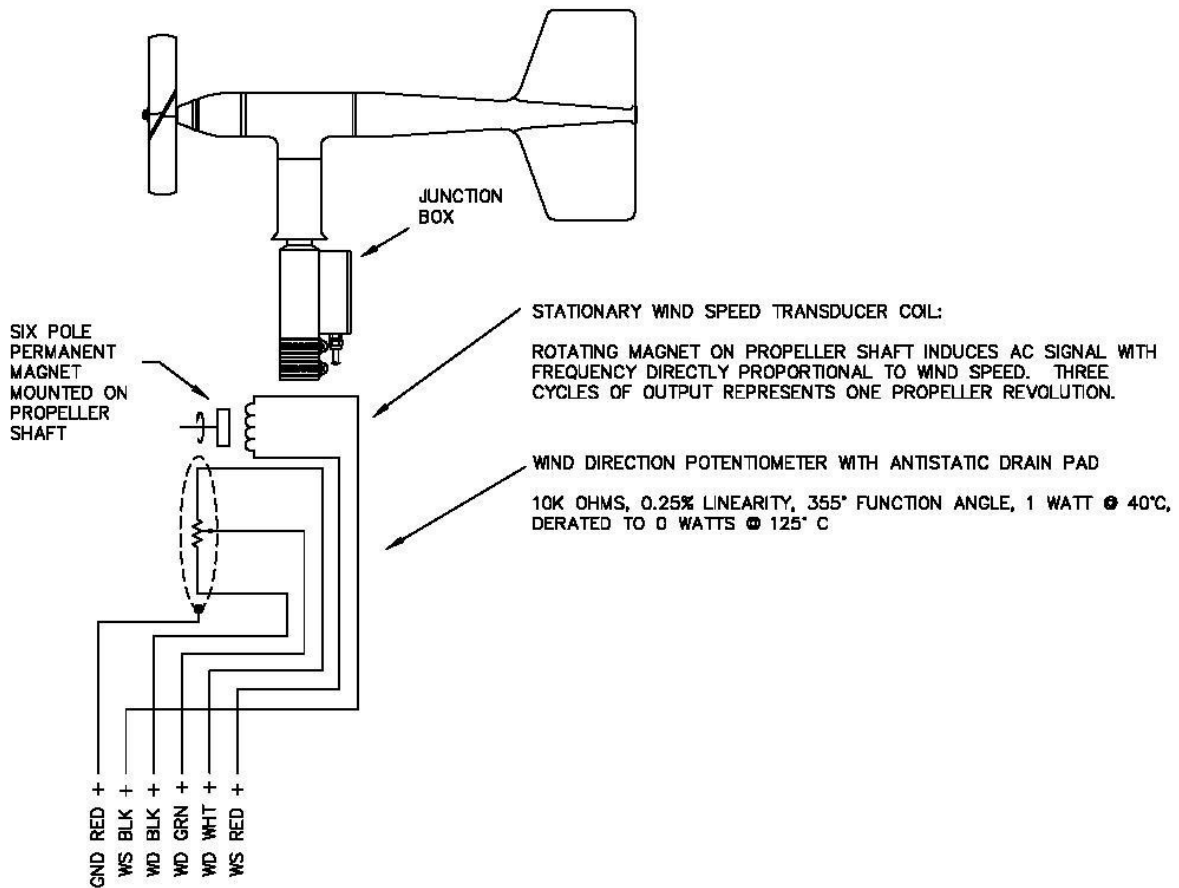 JUNCTION
BOX
SIX POLE
PERMANENT
MAGNET
MOUNTED ON
PROPELLER
SHAFT
STATIONARY WIND SPEED TRANSDUCER COIL:
ROTATING MAGNET ON PROPELLER SHAFT INDUCES AC SIGNAL WITH
FREQUENCY DIRECTLY PROPORTIONAL TO WIND SPEED. THREE
CYCLES OF OUTPUT REPRESENTS ONE PROPELLER REVOLUTION.
WIND DIRECTION POTENTIOMETER WITH ANTISTATIC DRAIN PAD
10K OHMS, 0.25% LINEARITY, 355° FUNCTION ANGLE, 1 WATT @ 40°C,
DERATED TO 0 WATTS @ 125° C
GND RED +
WS BLK +
WD BLK +
WD GRN +
WD WHT +
WS RED +